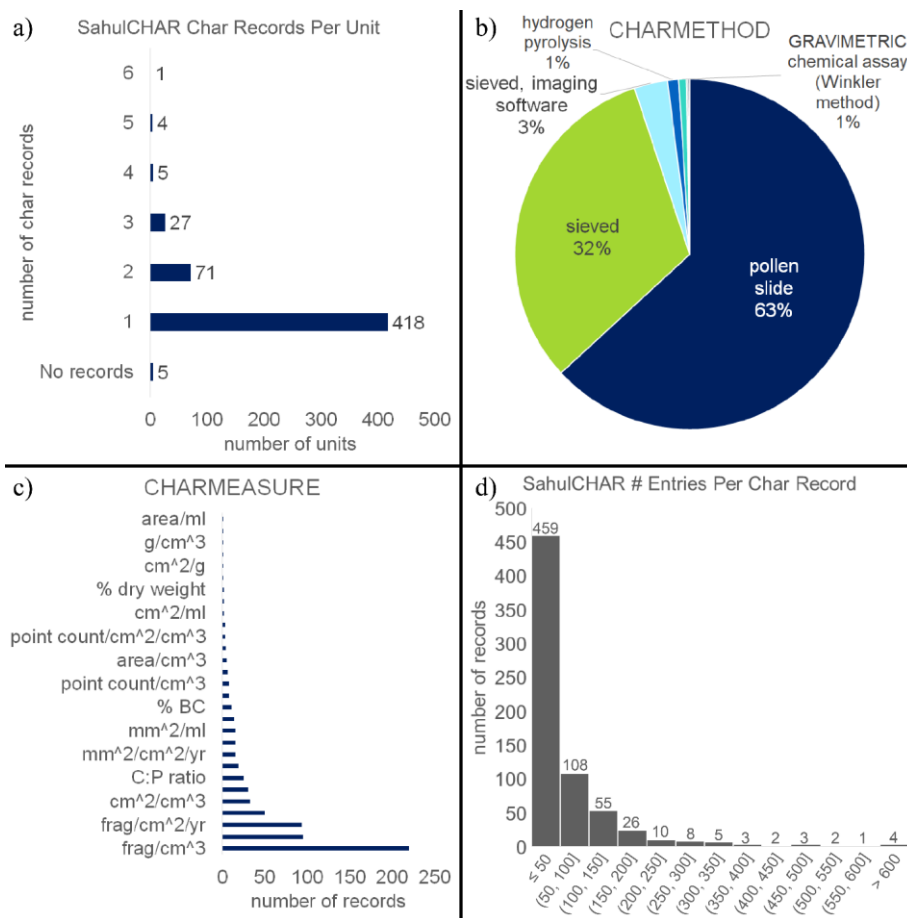 a) SahulCHAR Char Records Per Unit
number of char records
6 1
5 4
4 5
3 27
2 71
1 418
No records 5
0 100 200 300 400 500
number of units
b) CHARMETHOD
hydrogen
pyrolysis
1%
sieved, imaging
software
3%
GRAVIMETRIC
chemical assay
(Winkler
method)
1%
sieved
32%
pollen
slide
63%
c) CHARMEASURE
area/ml
g/cm^3
cm^2/g
% dry weight
cm^2/ml
point count/cm^2/cm^3
area/cm^3
point count/cm^3
% BC
mm^2/ml
mm^2/cm^2/yr
C:P ratio
cm^2/cm^3
frag/cm^2/yr
frag/cm^3
0 50 100 150 200 250
number of records
d) SahulCHAR # Entries Per Char Record
number of records
500
450
400
350
300
250
200
150
100
50
0
459
108
55
26
10
8
5
3
2
3
2
1
4
≤ 50
(50, 100]
(100, 150]
(150, 200]
(200, 250]
(250, 300]
(300, 350]
(350, 400]
(400, 450]
(450, 500]
(500, 550]
(550, 600]
> 600